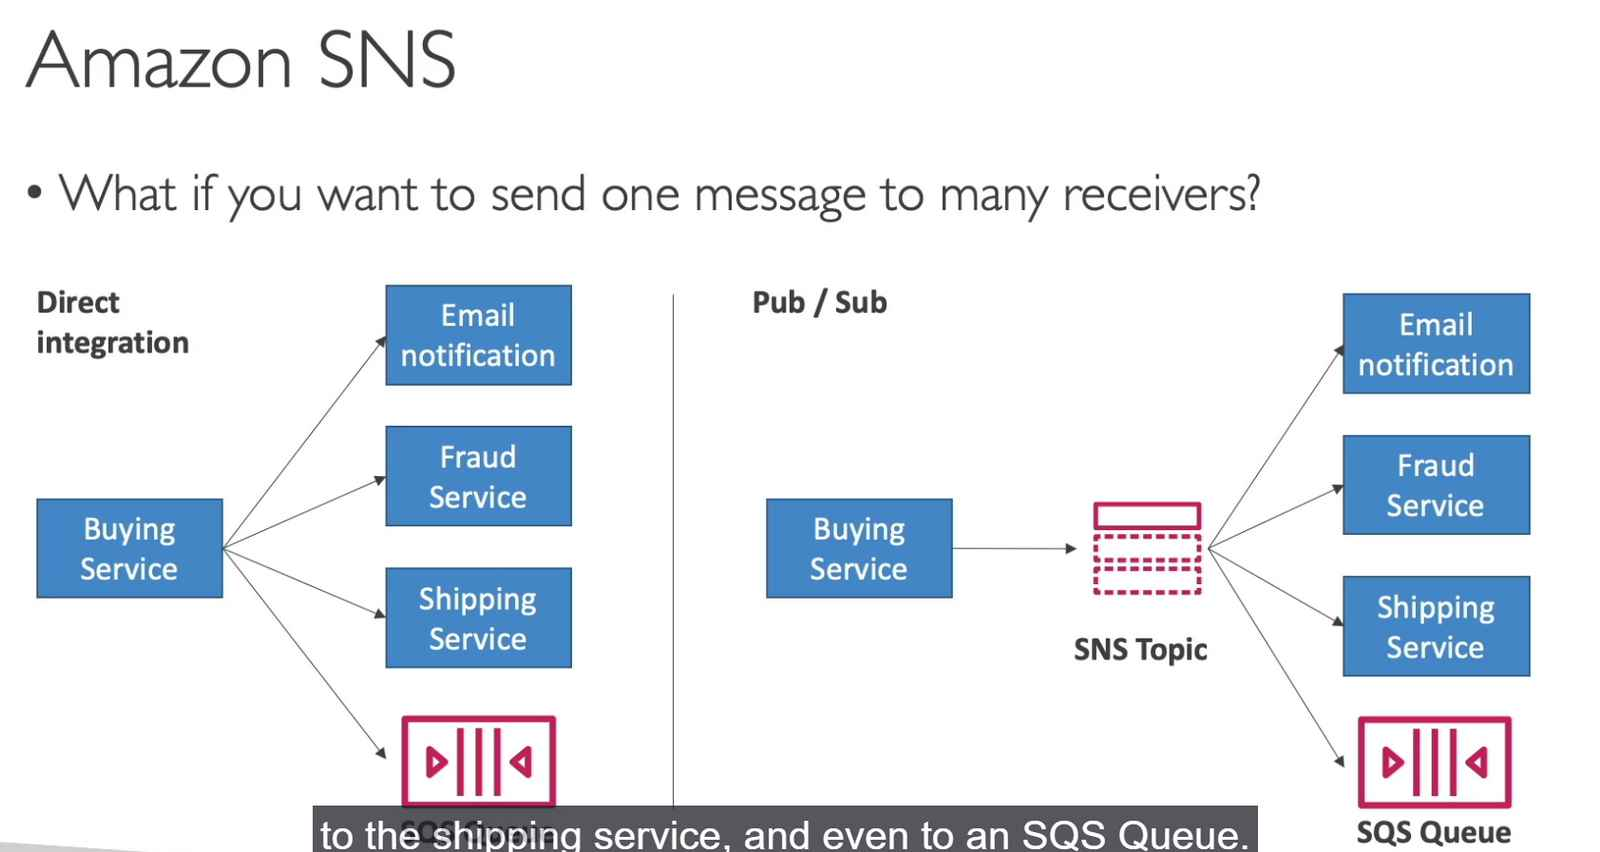 Amazon SNS
• What if you want to send one message to many receivers?
Direct
integration
Email
notification
Fraud
Service
Buying
Service
Shipping
Service
SQS Queue
Pub / Sub
Email
notification
Fraud
Service
Buying
Service
SNS Topic
Shipping
Service
SQS Queue
to the shipping service, and even to an SQS Queue.